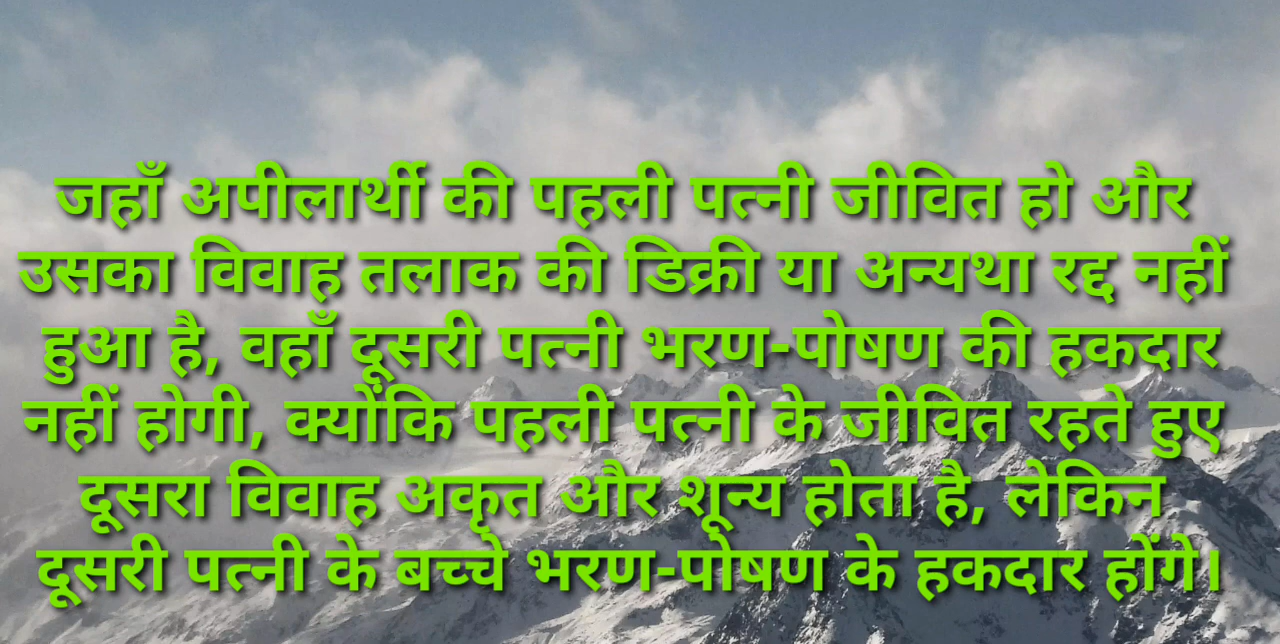 जहाँ अपीलार्थी की पहली पत्नी जीवित हो और
उसका विवाह तलाक की डिक्री या अन्यथा रद्द नहीं
हुआ है, वहाँ दूसरी पत्नी भरण-पोषण की हकदार
नहीं होगी, क्योंकि पहली पत्नी के जीवित रहते हुए
दूसरा विवाह अकृत और शून्य होता है, लेकिन
दूसरी पत्नी के बच्चे भरण-पोषण के हकदार होंगे।